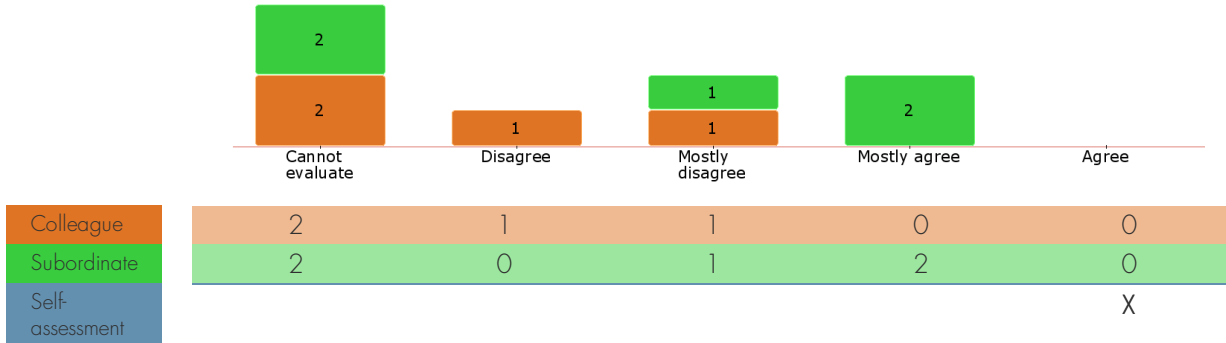 2
2
1
1
1
2
Cannot evaluate
Disagree
Mostly disagree
Mostly agree
Agree
Colleague 2 1 1 0 0
Subordinate 2 0 1 2 0
Self-
assessment X